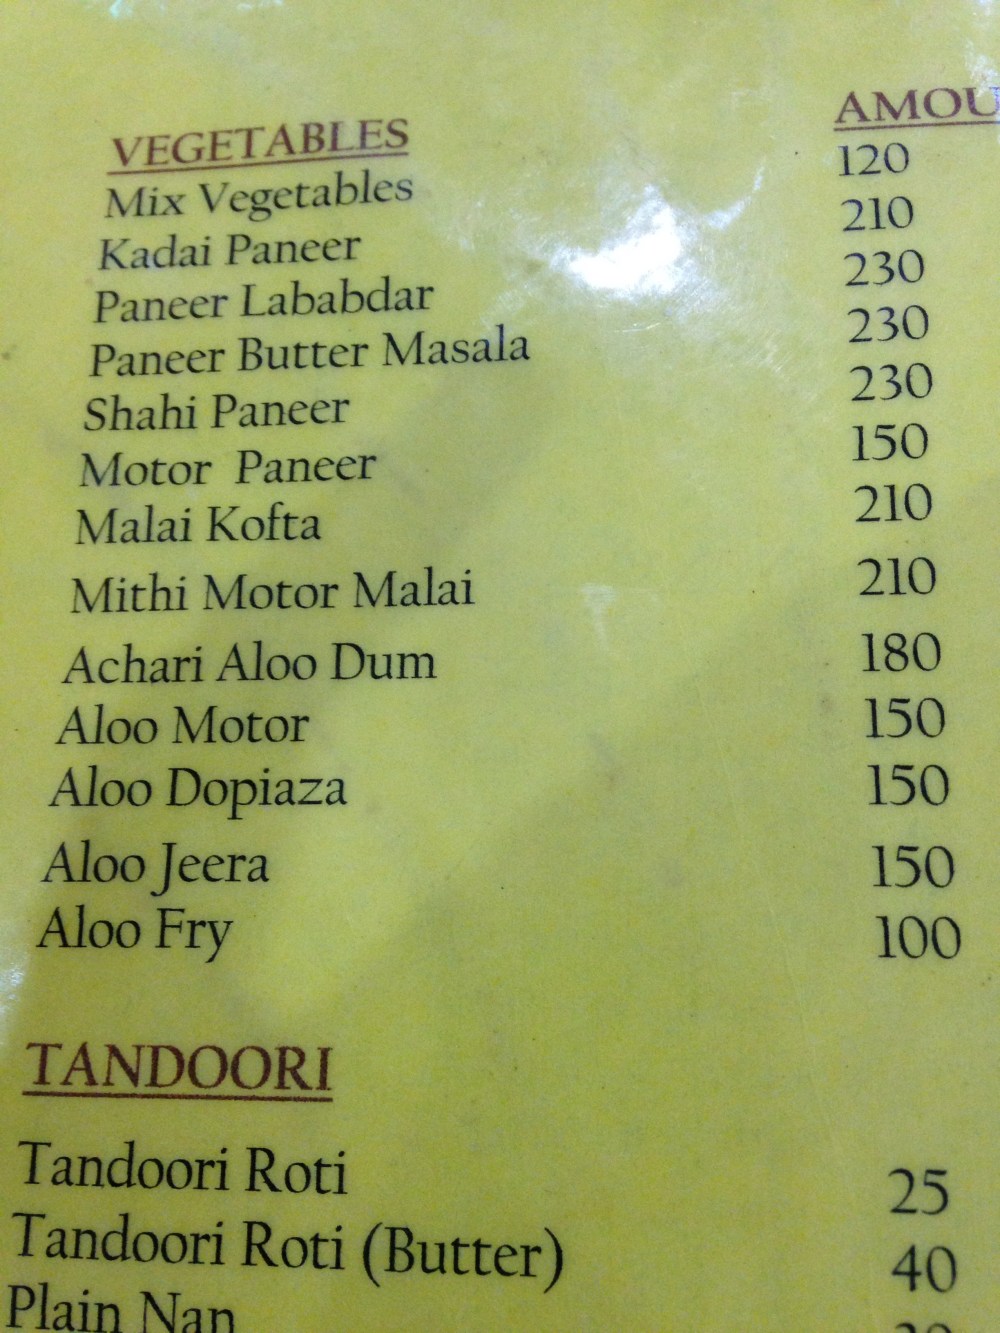 VEGETABLES AMOU
Mix Vegetables 120
Kadai Paneer 210
Paneer Lababdar 230
Paneer Butter Masala 230
Shahi Paneer 230
Motor Paneer 150
Malai Kofta 210
Mithi Motor Malai 210
Achari Aloo Dum 180
Aloo Motor 150
Aloo Dopiaza 150
Aloo Jeera 150
Aloo Fry 100
TANDOORI
Tandoori Roti 25
Tandoori Roti (Butter) 40
Plain Nan